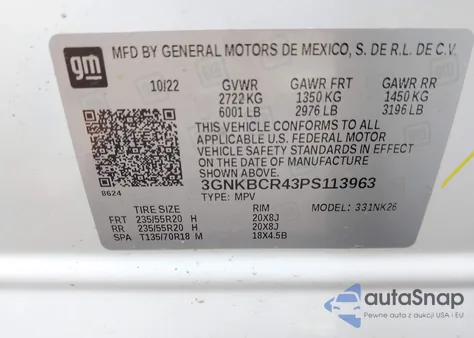 gm
MFD BY GENERAL MOTORS DE MEXICO, S. DE R.L. DE C.V.
10/22 GVWR GAWR FRT GAWR RR
2722 KG 1350 KG 1450 KG
6001 LB 2976 LB 3196 LB
THIS VEHICLE CONFORMS TO ALL
APPLICABLE U.S. FEDERAL MOTOR
VEHICLE SAFETY STANDARDS IN EFFECT
ON THE DATE OF MANUFACTURE
SHOWN ABOVE.
3GNKBCR43PS113963
8624 TYPE: MPV
TIRE SIZE RIM MODEL: 331NK26
FRT 235/55R20 H 20X8J
RR 235/55R20 H 20X8J
SPA T135/70R18 M 18X4.5B
autoSnap
Pewne auta z aukcji USA i EU